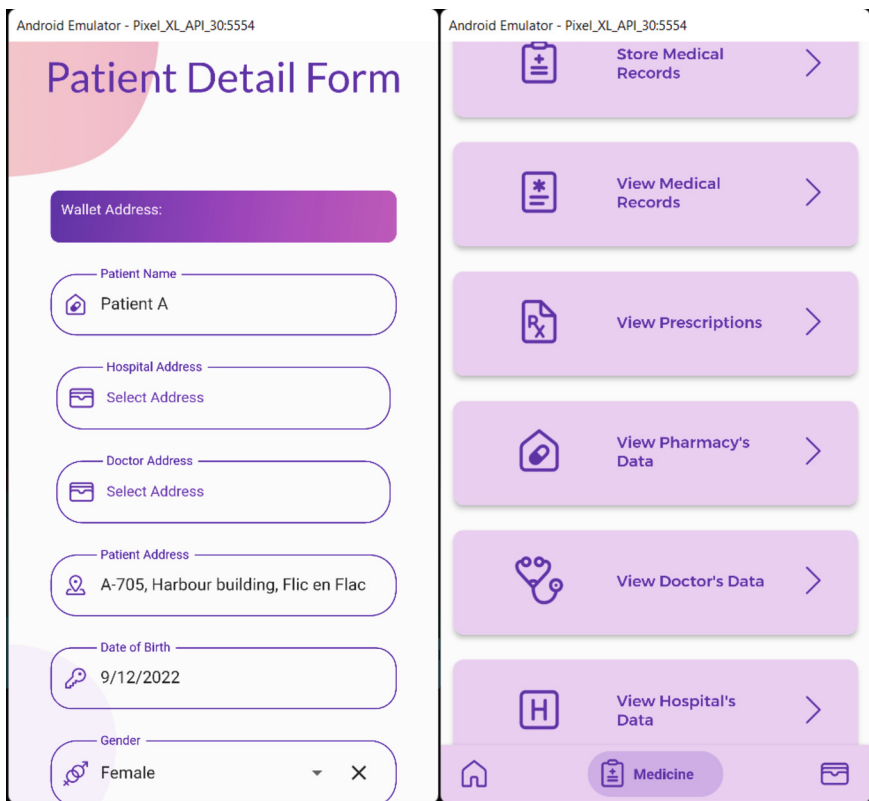 Android Emulator - Pixel_XL_API_30:5554
Patient Detail Form
Wallet Address:
Patient Name
Patient A
Hospital Address
Select Address
Doctor Address
Select Address
Patient Address
A-705, Harbour building, Flic en Flac
Date of Birth
9/12/2022
Gender
Female
Android Emulator - Pixel_XL_API_30:5554
Store Medical
Records
View Medical
Records
Rx
View Prescriptions
View Pharmacy's
Data
View Doctor's Data
H
View Hospital's
Data
Medicine